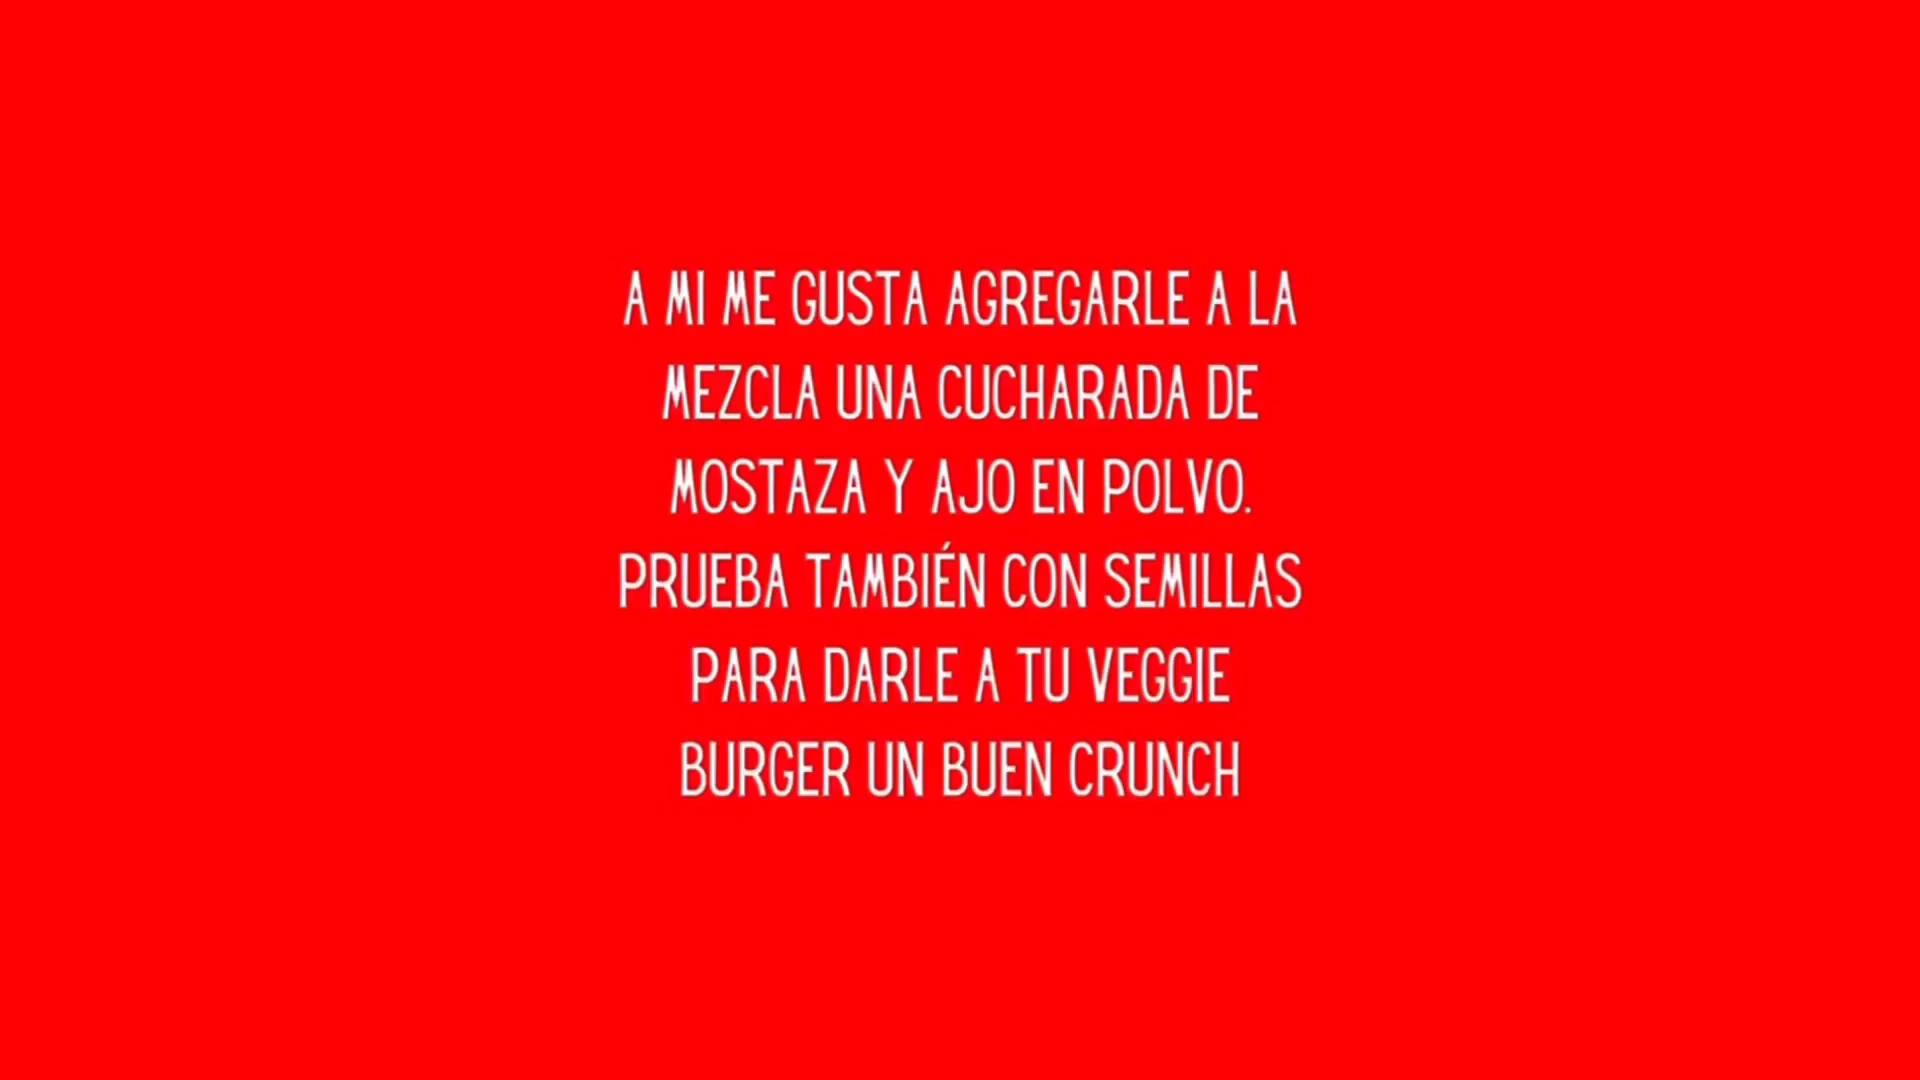 A MI ME GUSTA AGREGARLE A LA
MEZCLA UNA CUCHARADA DE
MOSTAZA Y AJO EN POLVO.
PRUEBA TAMBIÉN CON SEMILLAS
PARA DARLE A TU VEGGIE
BURGER UN BUEN CRUNCH